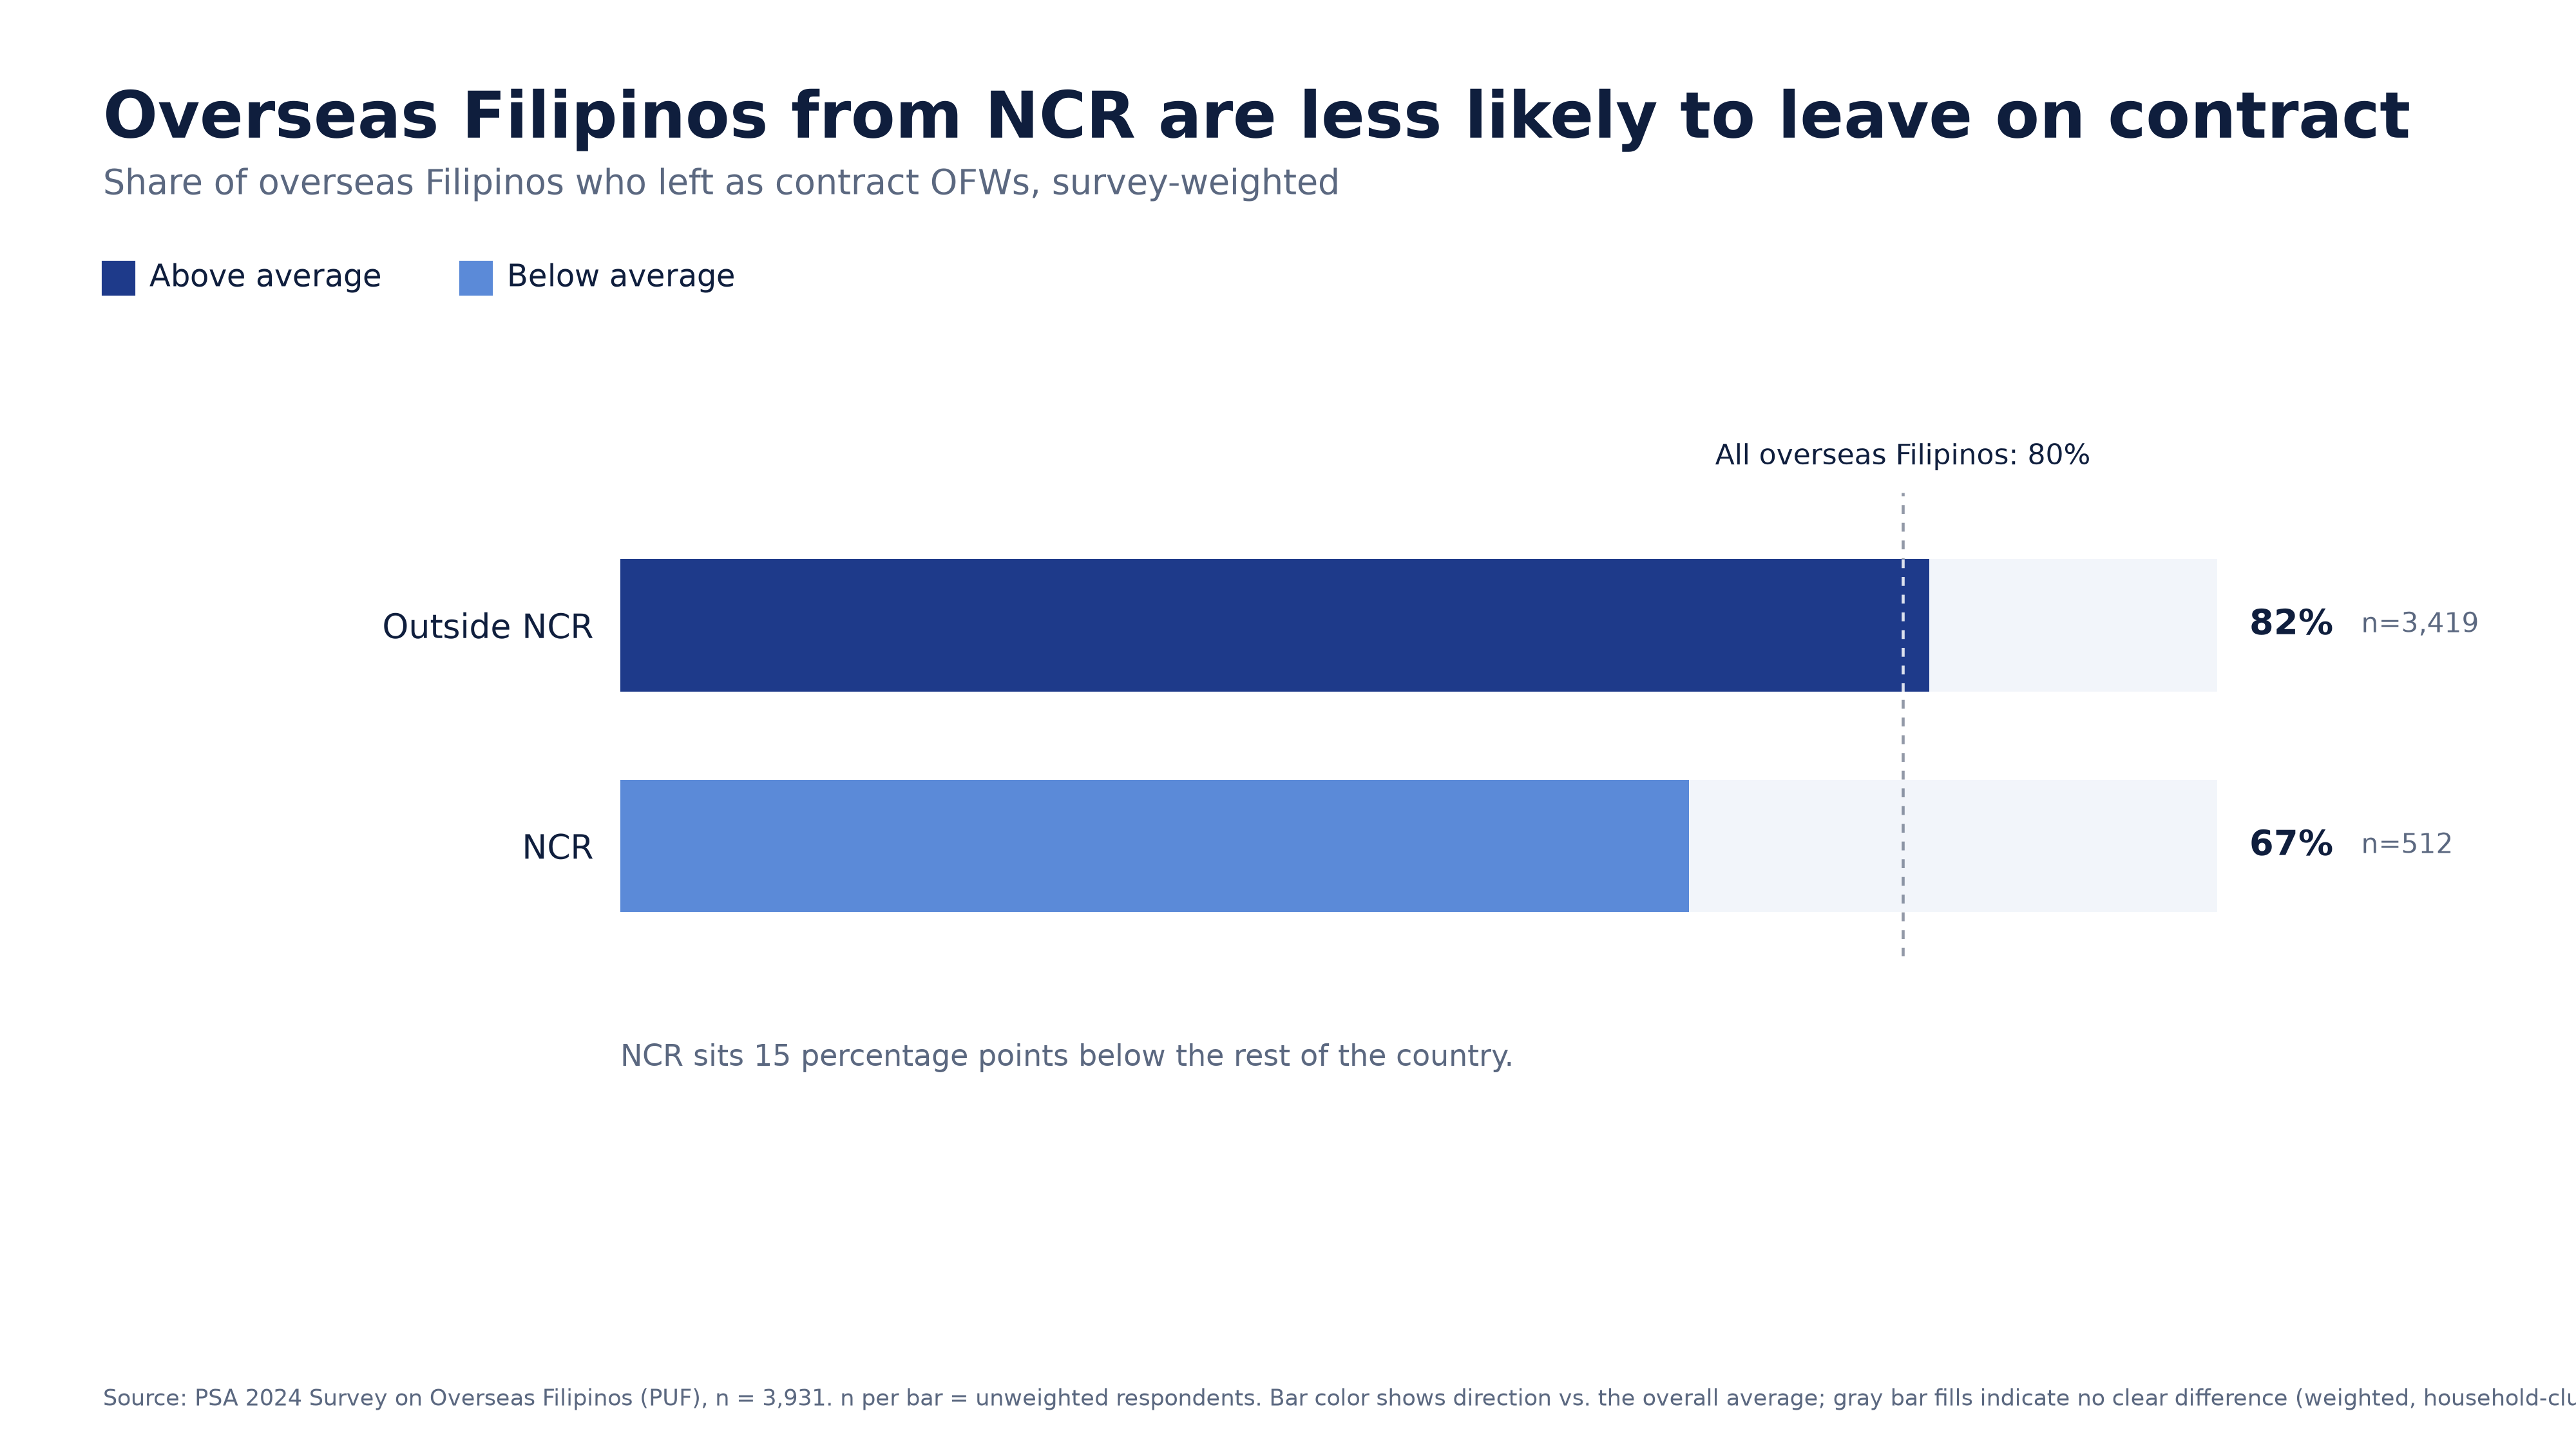 Overseas Filipinos from NCR are less likely to leave on contract
Share of overseas Filipinos who left as contract OFWs, survey-weighted
Above average
Below average
All overseas Filipinos: 80%
Outside NCR
82%
n=3,419
NCR
67%
n=512
NCR sits 15 percentage points below the rest of the country.
Source: PSA 2024 Survey on Overseas Filipinos (PUF), n = 3,931. n per bar = unweighted respondents. Bar color shows direction vs. the overall average; gray bar fills indicate no clear difference (weighted,